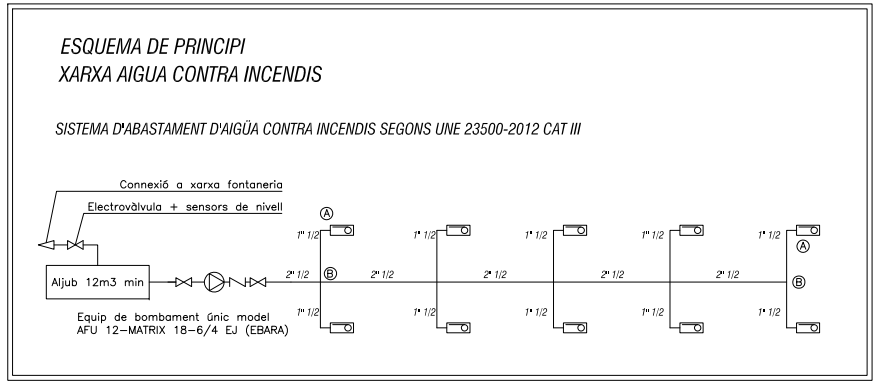 ESQUEMA DE PRINCIPI
XARXA AIGUA CONTRA INCENDIS
SISTEMA D'ABASTAMENT D'AIGÜA CONTRA INCENDIS SEGONS UNE 23500-2012 CAT III
Connexió a xarxa fontaneria
Electrovàlvula + sensors de nivell
A
1" 1/2
1" 1/2
1" 1/2
1" 1/2
1" 1/2
A
Aljub 12m3 min
2" 1/2
B
2" 1/2
2" 1/2
2" 1/2
2" 1/2
B
1" 1/2
1" 1/2
1" 1/2
1" 1/2
1" 1/2
Equip de bombament únic model
AFU 12-MATRIX 18-6/4 EJ (EBARA)